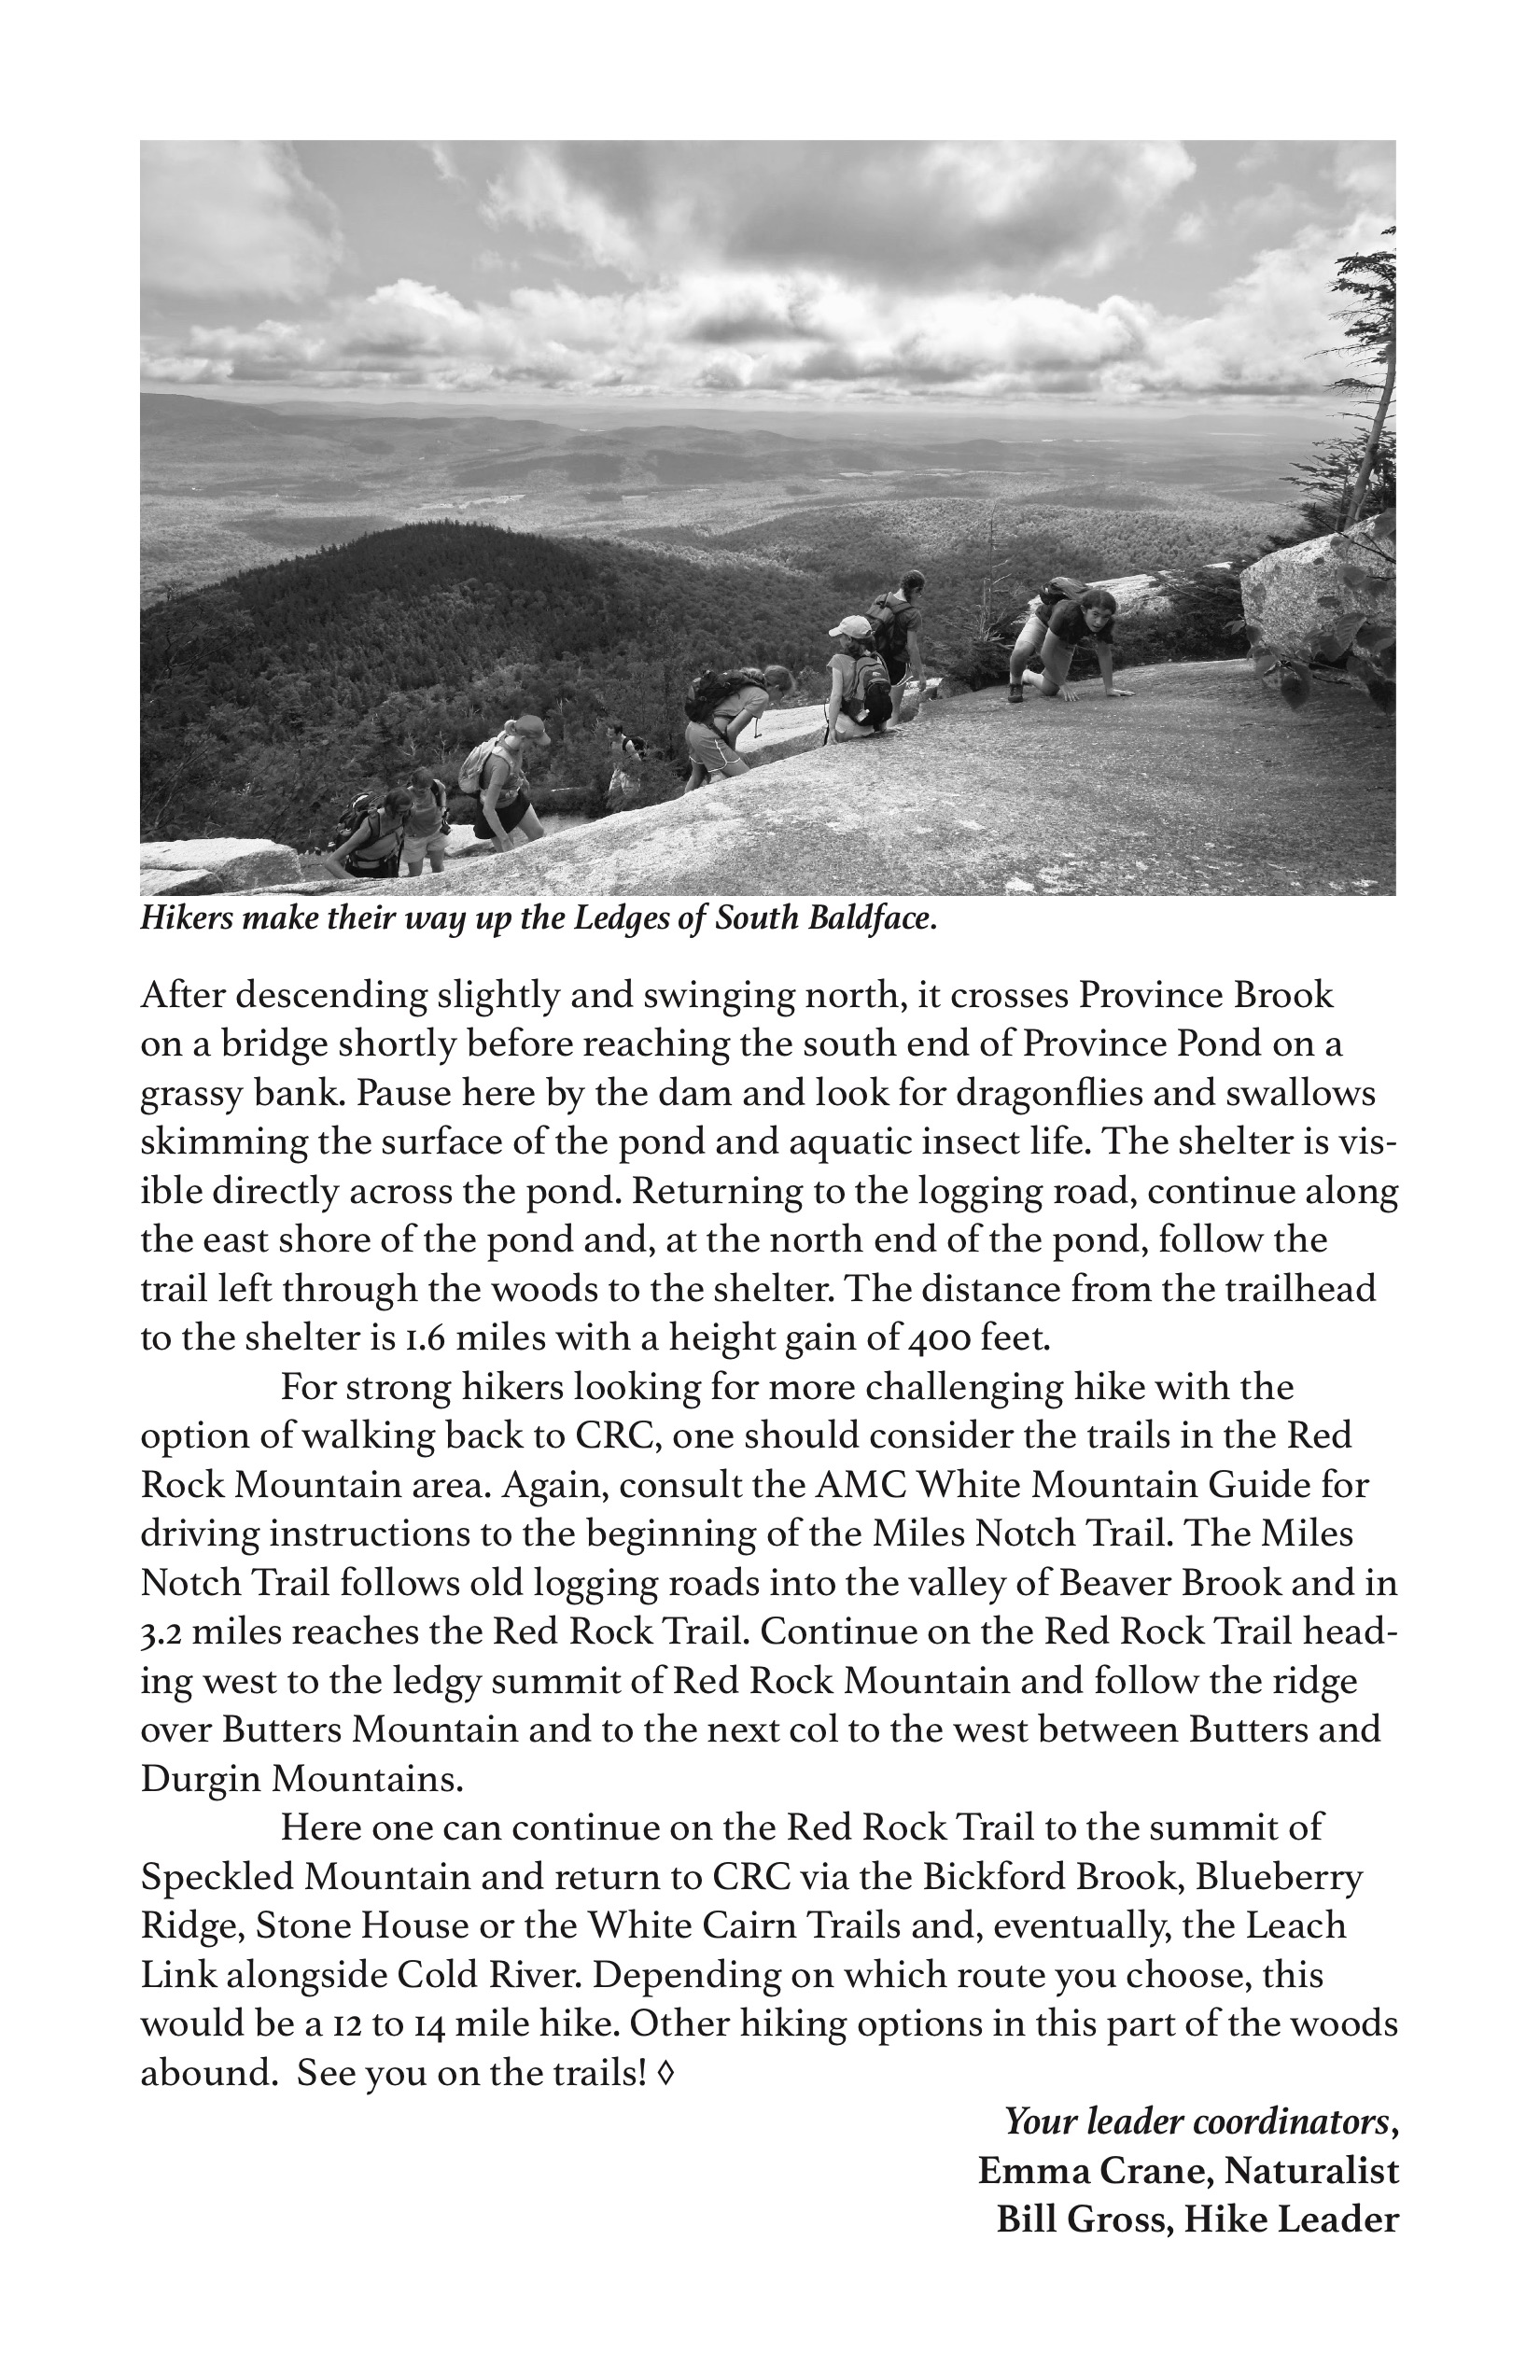 Hikers make their way up the Ledges of South Baldface.
After descending slightly and swinging north, it crosses Province Brook
on a bridge shortly before reaching the south end of Province Pond on a
grassy bank. Pause here by the dam and look for dragonflies and swallows
skimming the surface of the pond and aquatic insect life. The shelter is vis-
ible directly across the pond. Returning to the logging road, continue along
the east shore of the pond and, at the north end of the pond, follow the
trail left through the woods to the shelter. The distance from the trailhead
to the shelter is 1.6 miles with a height gain of 400 feet.
For strong hikers looking for more challenging hike with the
option of walking back to CRC, one should consider the trails in the Red
Rock Mountain area. Again, consult the AMC White Mountain Guide for
driving instructions to the beginning of the Miles Notch Trail. The Miles
Notch Trail follows old logging roads into the valley of Beaver Brook and in
3.2 miles reaches the Red Rock Trail. Continue on the Red Rock Trail head-
ing west to the ledgy summit of Red Rock Mountain and follow the ridge
over Butters Mountain and to the next col to the west between Butters and
Durgin Mountains.
Here one can continue on the Red Rock Trail to the summit of
Speckled Mountain and return to CRC via the Bickford Brook, Blueberry
Ridge, Stone House or the White Cairn Trails and, eventually, the Leach
Link alongside Cold River. Depending on which route you choose, this
would be a 12 to 14 mile hike. Other hiking options in this part of the woods
abound.  See you on the trails! ◊
Your leader coordinators,
Emma Crane, Naturalist
Bill Gross, Hike Leader